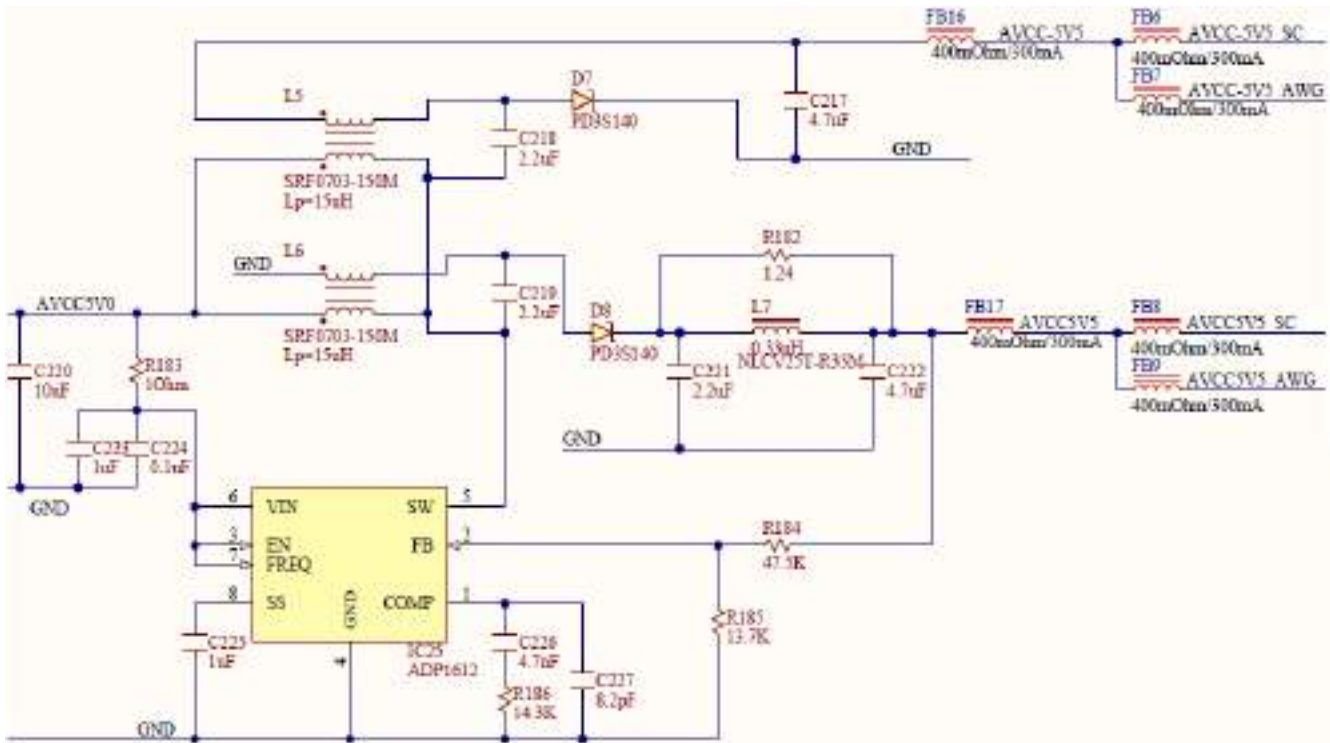 FB16
AVCC-5V5
400mOhm/300mA
FB6
AVCC-5V5_SC
400mOhm/300mA
FB7
AVCC-5V5_AWG
400mOhm/300mA
L5
SRF0703-150M
Lp=15uH
C218
2.2uF
D7
PD3S140
C217
4.7uF
GND
L6
GND
SRF0703-150M
Lp=15uH
C219
2.2uF
D8
PD3S140
R182
1.24
L7
0.33uH
NLCV25T-R33M
C221
2.2uF
C222
4.7uF
GND
FB17
AVCC5V5
400mOhm/300mA
FB8
AVCC5V5_SC
400mOhm/300mA
FB9
AVCC5V5_AWG
400mOhm/300mA
AVCC5V0
C220
10uF
R183
1Ohm
1uF
C224
0.1uF
GND
6
VIN
SW
5
EN
FB
7
FREQ
8
SS
COMP
1
GND
4
IC25
ADP1612
R184
47.5K
R185
13.7K
C225
1uF
C226
4.7nF
R186
14.3K
C227
8.2pF
GND